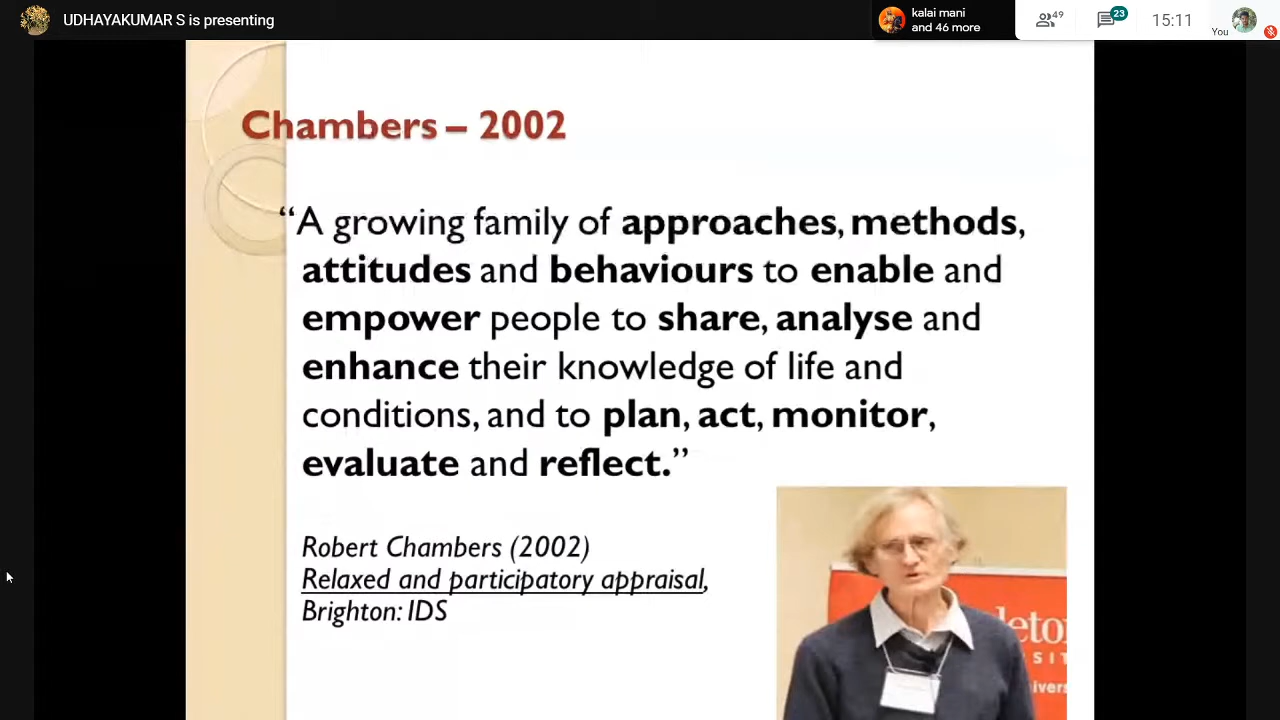 UDHAYAKUMAR S is presenting
kalai mani
and 46 more
49
23
15:11
You
Chambers – 2002
“A growing family of approaches, methods,
attitudes and behaviours to enable and
empower people to share, analyse and
enhance their knowledge of life and
conditions, and to plan, act, monitor,
evaluate and reflect.”
Robert Chambers (2002)
Relaxed and participatory appraisal,
Brighton: IDS